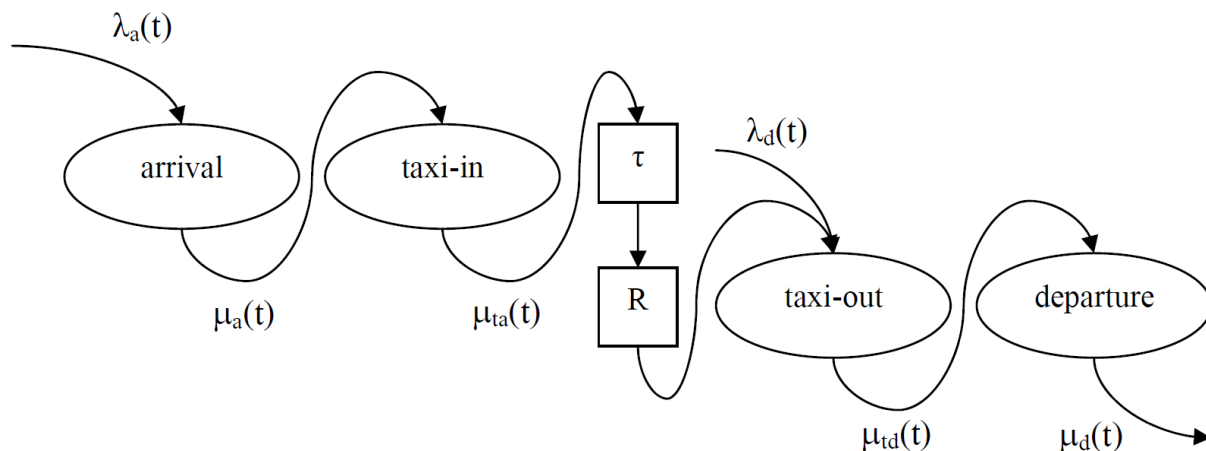 λa(t)
arrival
μa(t)
taxi-in
μta(t)
τ
R
λd(t)
taxi-out
μtd(t)
departure
μd(t)